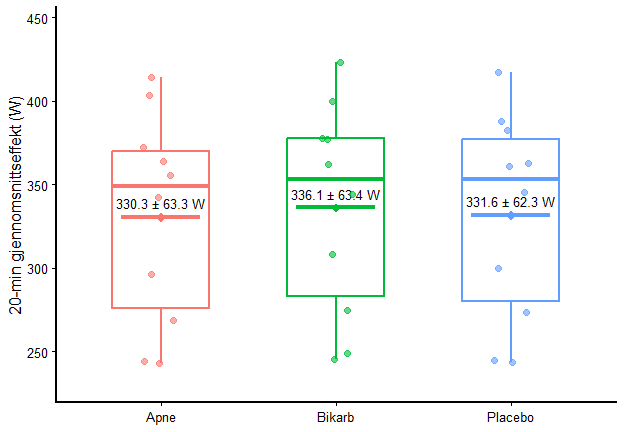 450
400
350
300
250
20-min gjennomsnittseffekt (W)
330.3 ± 63.3 W
336.1 ± 63.4 W
331.6 ± 62.3 W
Apne
Bikarb
Placebo